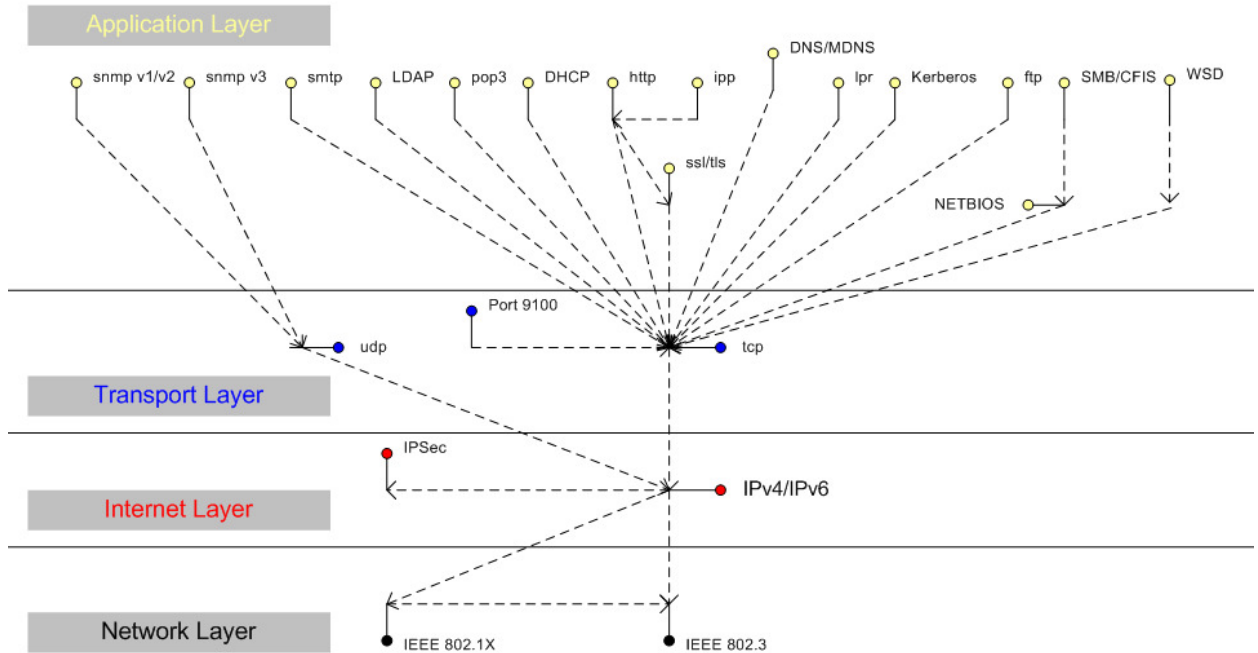 Application Layer
DNS/MDNS
snmp v1/v2
snmp v3
smtp
LDAP
pop3
DHCP
http
ipp
lpr
Kerberos
ftp
SMB/CFIS
WSD
ssl/tls
NETBIOS
Port 9100
udp
tcp
Transport Layer
IPSec
IPv4/IPv6
Internet Layer
Network Layer
IEEE 802.1X
IEEE 802.3